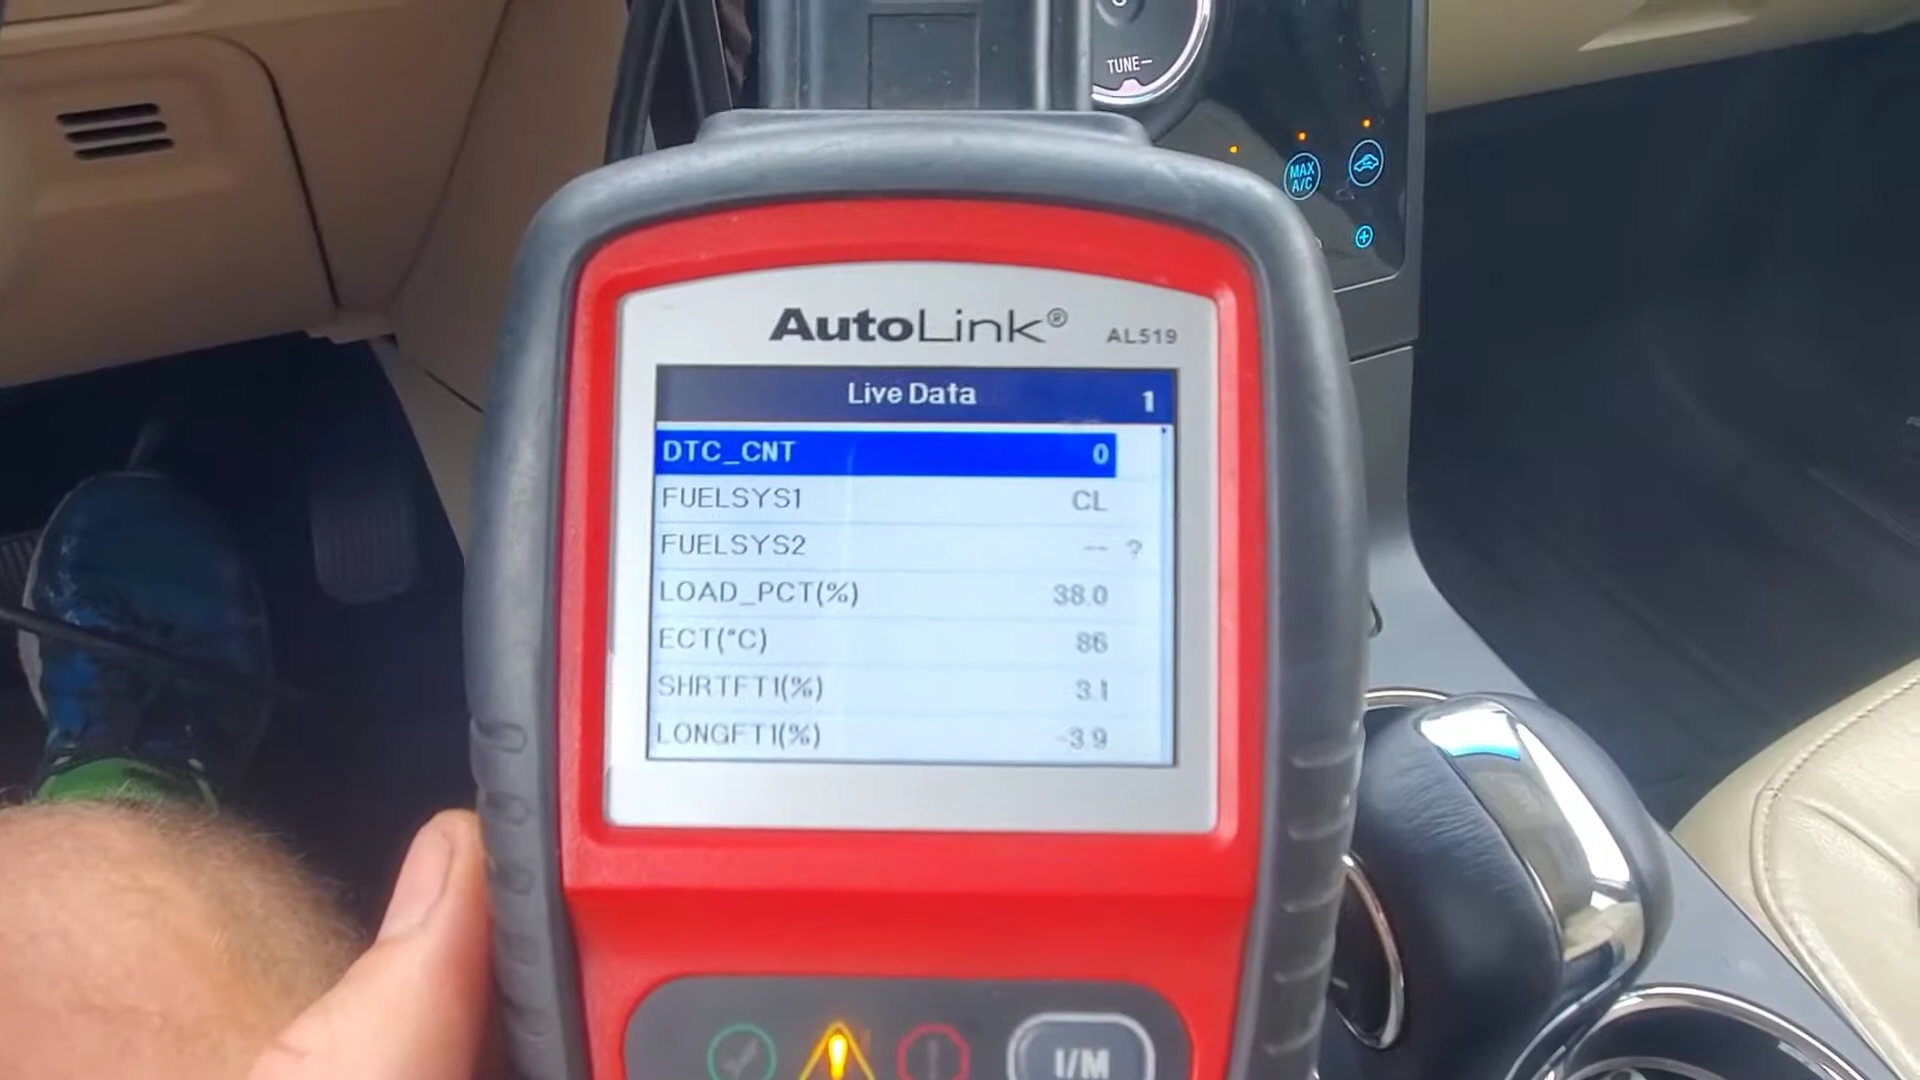 TUNE–
MAX
A/C
AutoLink®
AL519
Live Data 1
DTC_CNT 0
FUELSYS1 CL
FUELSYS2 -- ?
LOAD_PCT(%) 38.0
ECT(°C) 86
SHRTFT1(%) 3.1
LONGFT1(%) -3.9
I/M